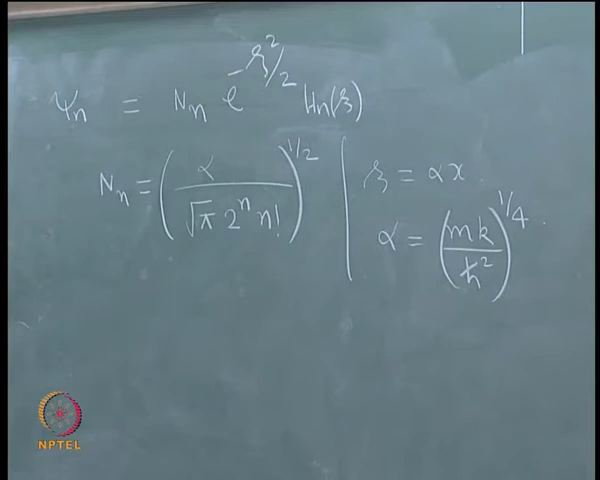 ψn = Nn e^(-ξ²/2) Hn(ξ)
Nn = (α / (√π 2ⁿ n!))^(1/2)
ξ = αx
α = (mk / ħ²)^(1/4)
NPTEL